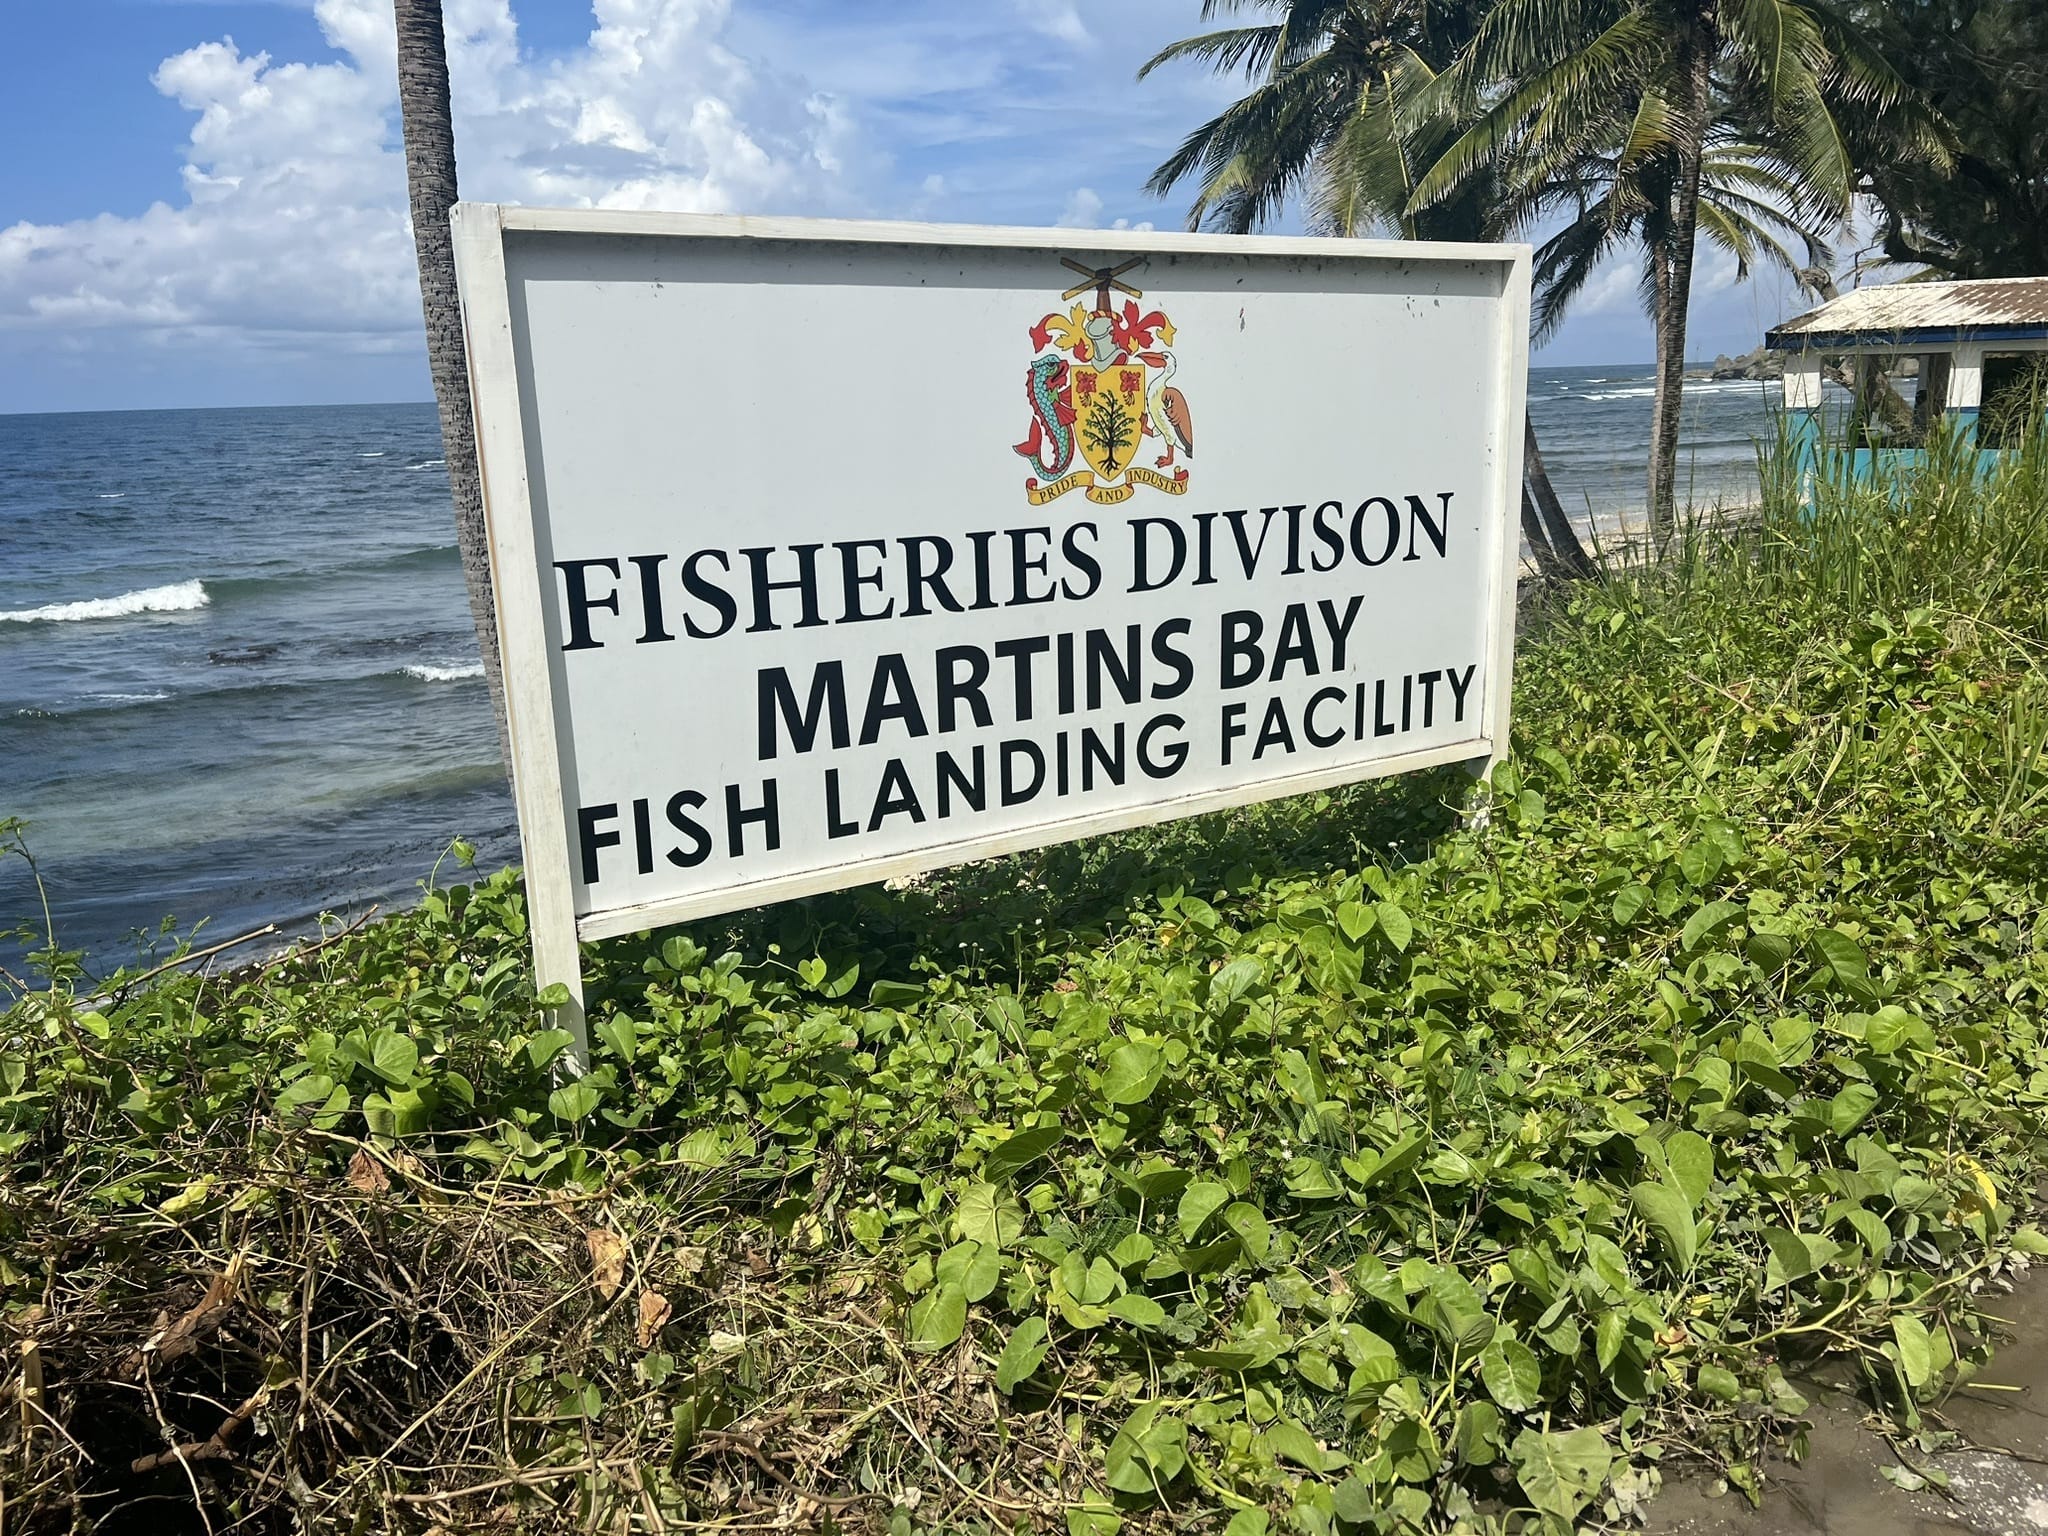 PRIDE AND INDUSTRY
FISHERIES DIVISON
MARTINS BAY
FISH LANDING FACILITY